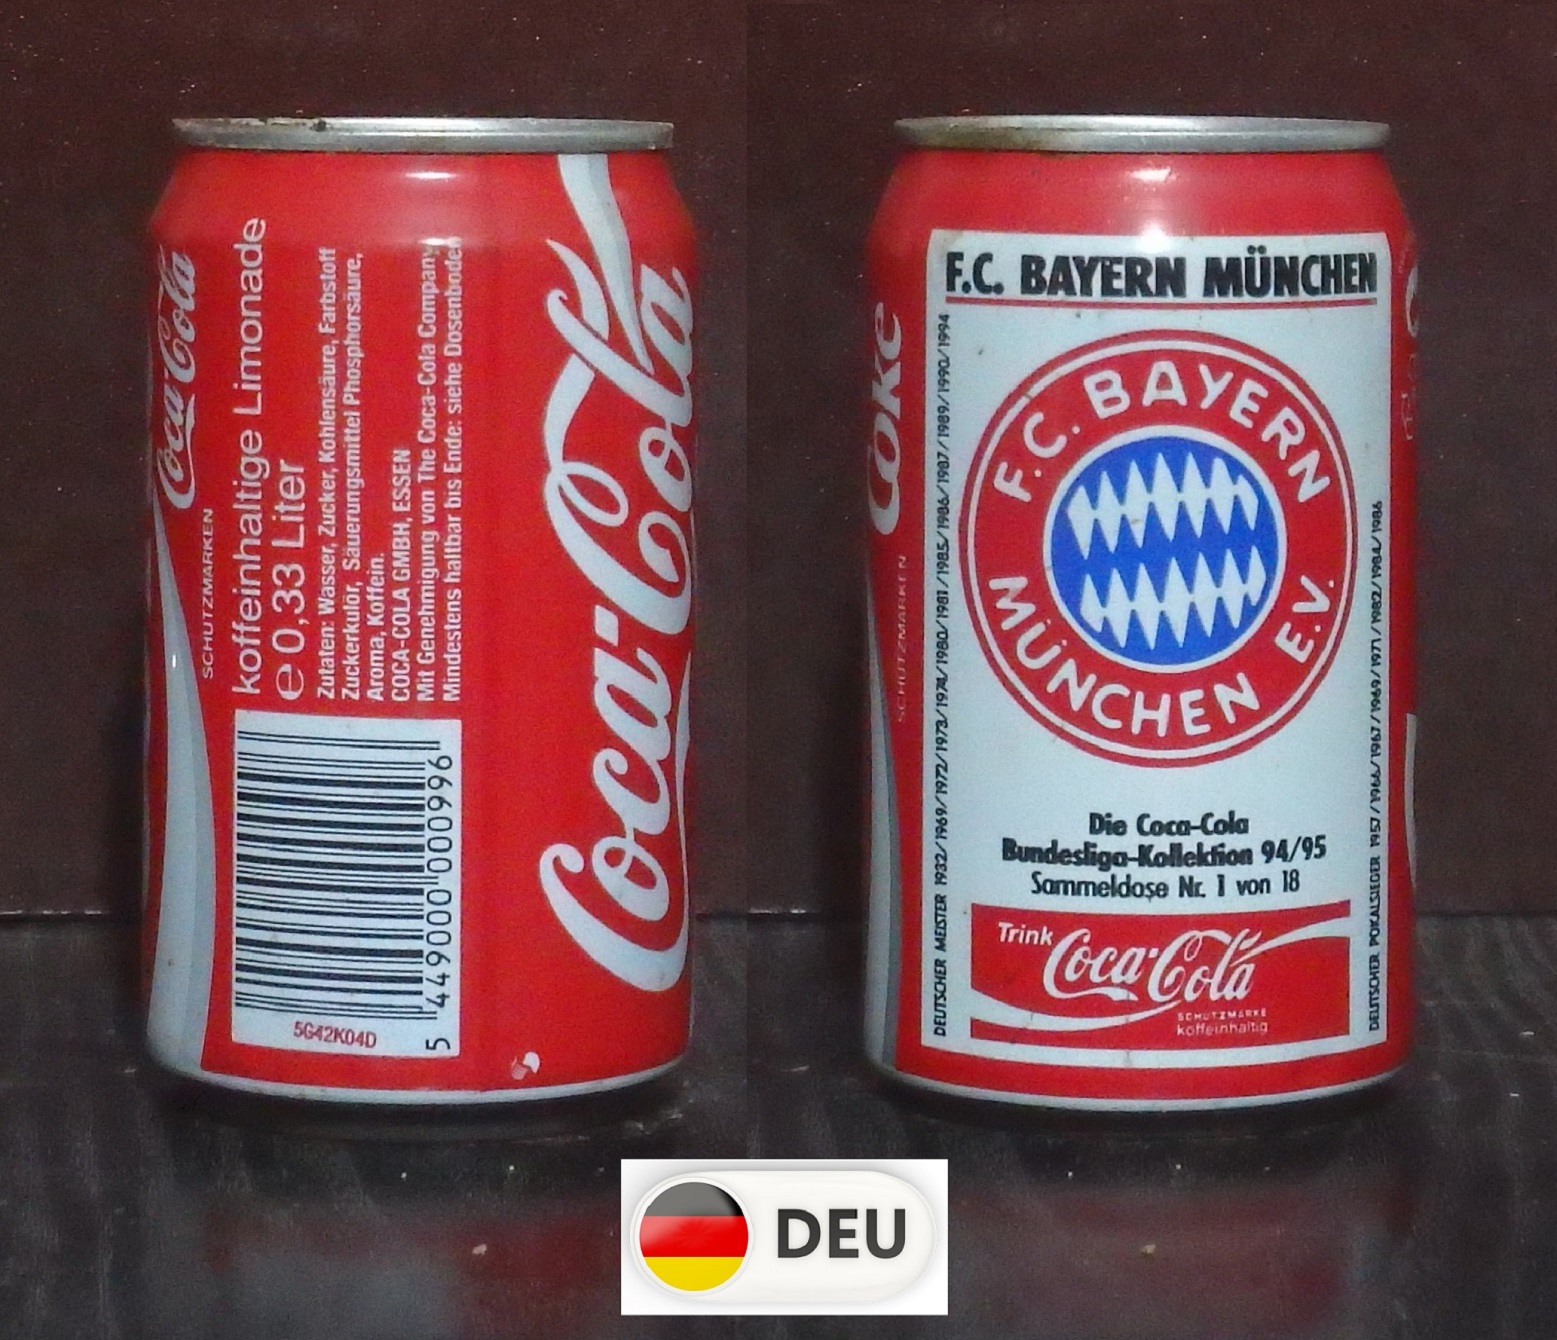 Coca-Cola
SCHUTZMARKEN
koffeinhaltige Limonade
e 0,33 Liter
Zutaten: Wasser, Zucker, Kohlensäure, Farbstoff
Zuckerkulör, Säuerungsmittel Phosphorsäure,
Aroma, Koffein.
COCA-COLA GMBH, ESSEN
Mit Genehmigung von The Coca-Cola Company
Mindestens haltbar bis Ende: siehe Dosenboden
5G42K04D
5 449000 000996
Coca-Cola
Coke
SCHUTZMARKEN
F.C. BAYERN MÜNCHEN
DEUTSCHER MEISTER 1932/1969/1972/1973/1974/1980/1981/1985/1986/1987/1989/1990/1994
F.C. BAYERN
MÜNCHEN E.V.
DEUTSCHER POKALSIEGER 1957/1966/1967/1969/1971/1982/1984/1986
Die Coca-Cola
Bundesliga-Kollektion 94/95
Sammeldose Nr. 1 von 18
Trink
Coca-Cola
SCHUTZMARKE
koffeinhaltig
DEU